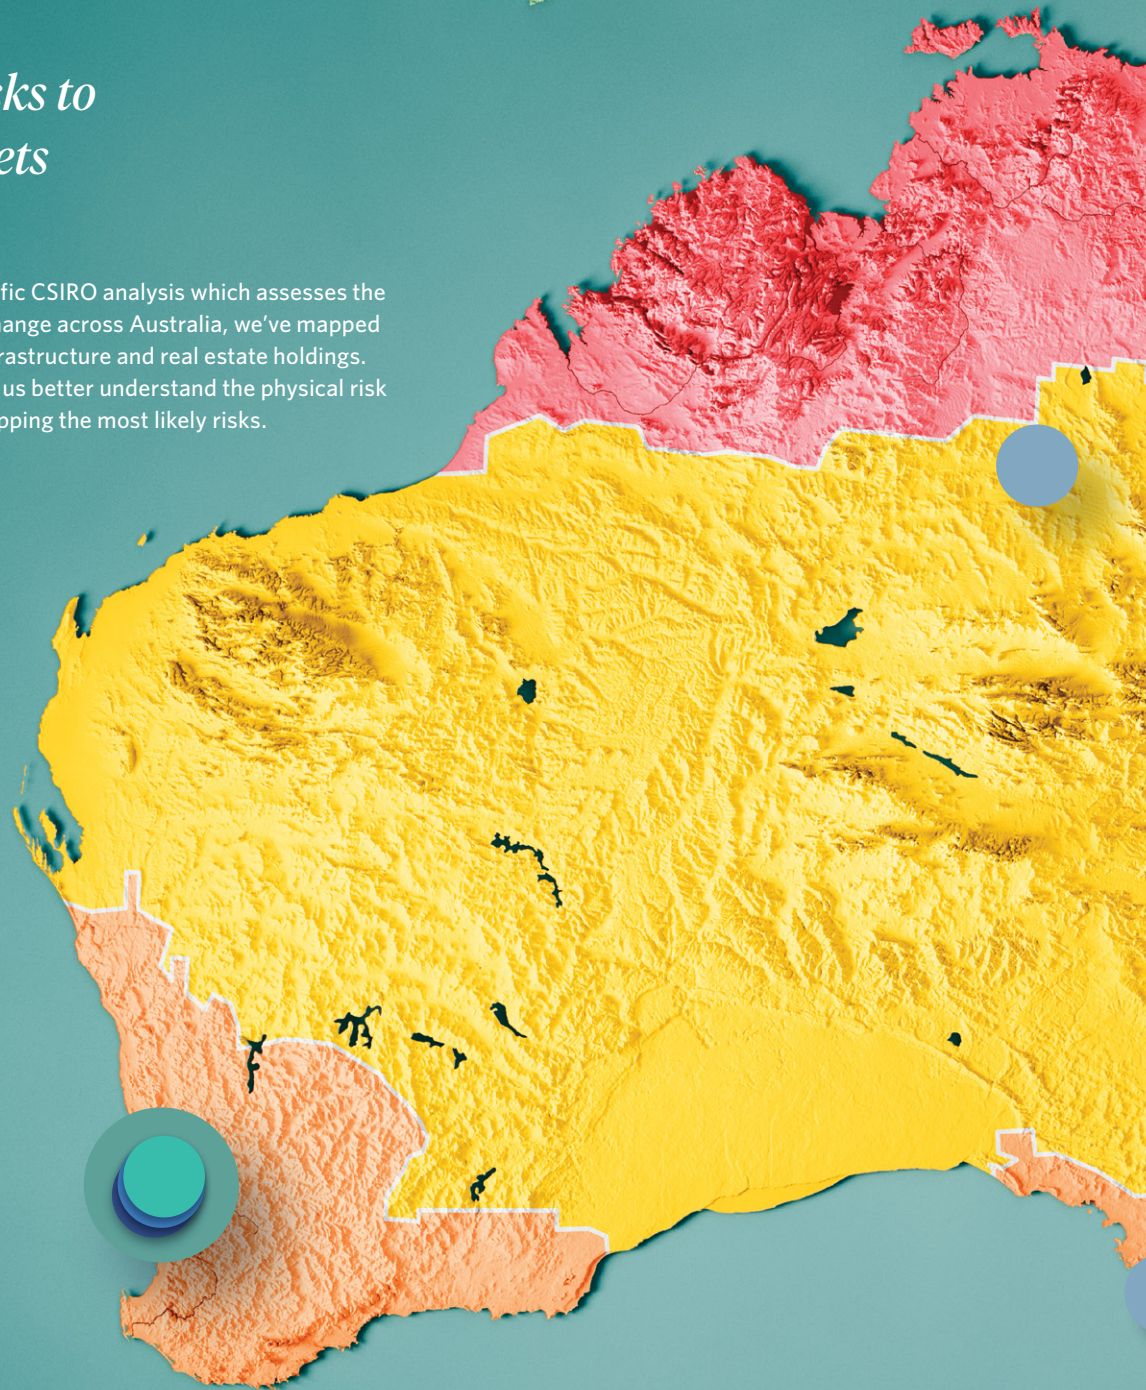 ks to
ets
fic CSIRO analysis which assesses the
ange across Australia, we’ve mapped
rastructure and real estate holdings.
us better understand the physical risk
pping the most likely risks.